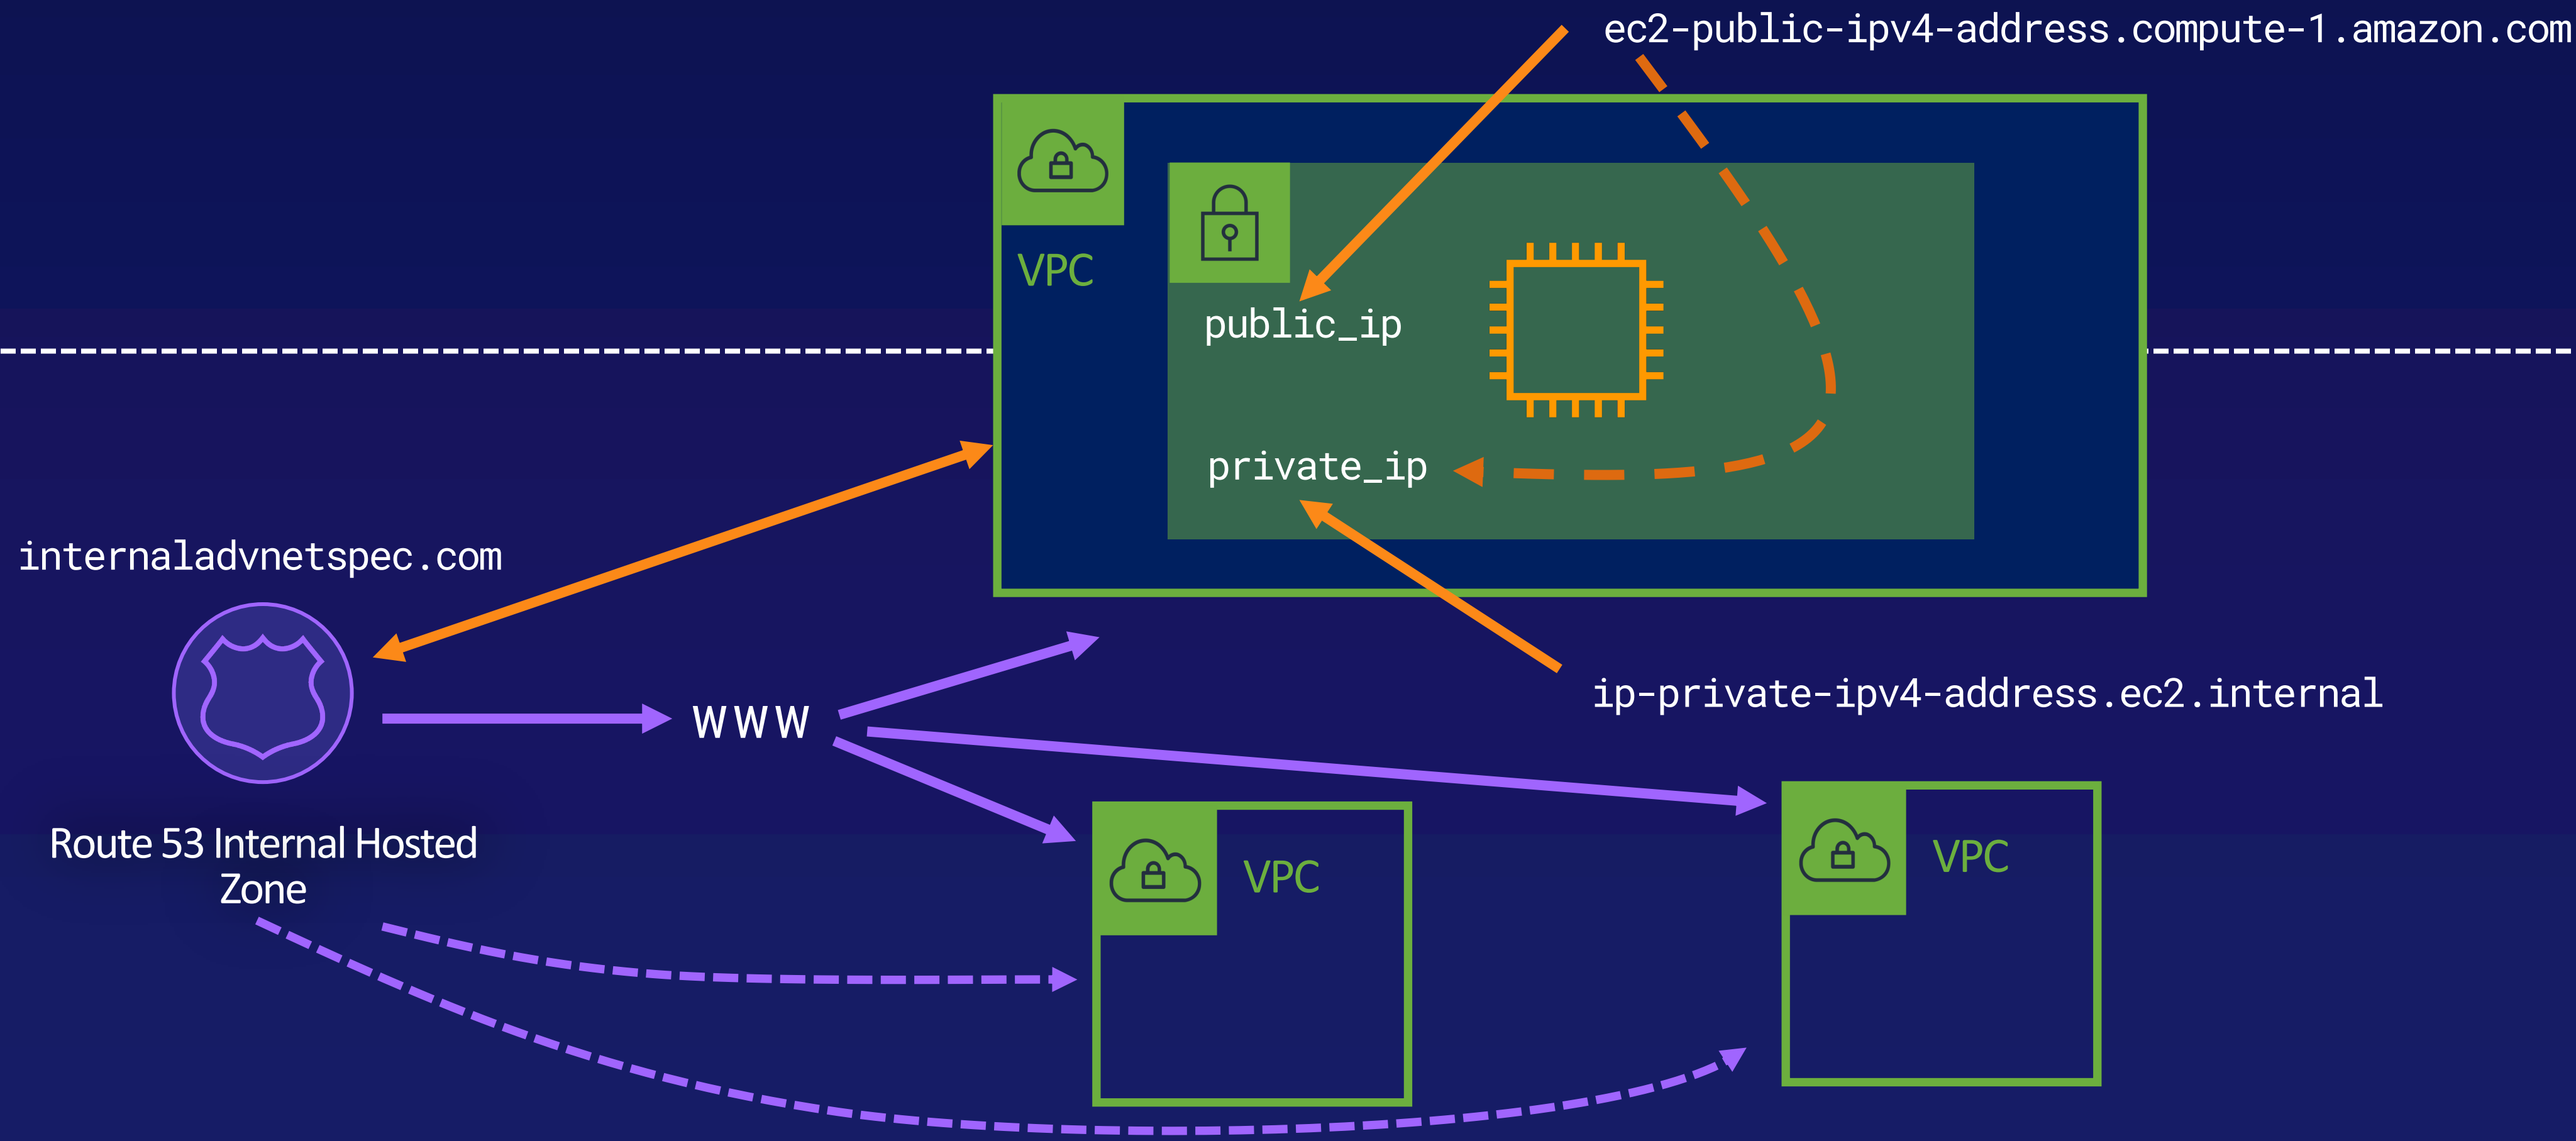 ec2-public-ipv4-address.compute-1.amazon.com
VPC
public_ip
private_ip
internaladvnetspec.com
ip-private-ipv4-address.ec2.internal
WWW
Route 53 Internal Hosted
Zone
VPC
VPC